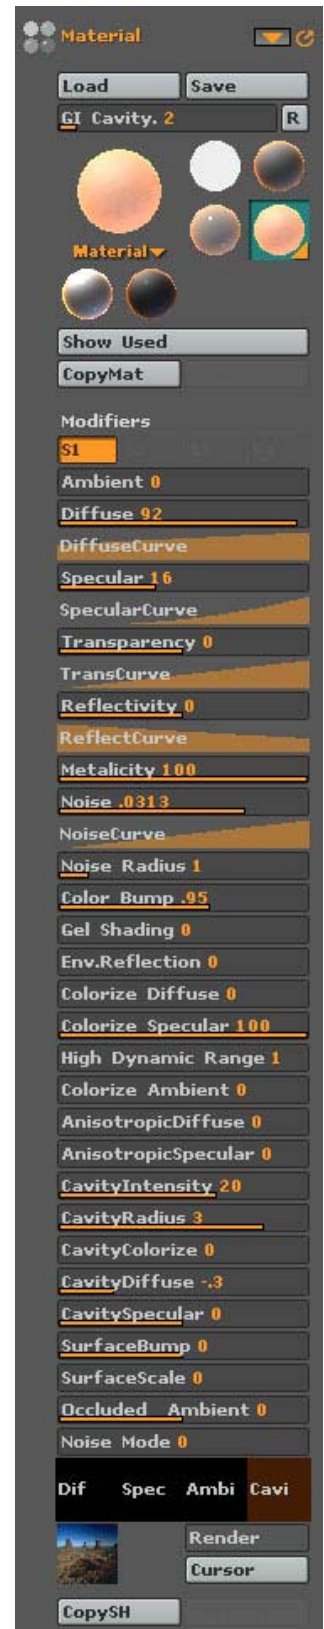 Material
Load Save
GI Cavity. 2 R
Material
Show Used
CopyMat
Modifiers
S1
Ambient 0
Diffuse 92
DiffuseCurve
Specular 16
SpecularCurve
Transparency 0
TransCurve
Reflectivity 0
ReflectCurve
Metalicity 100
Noise .0313
NoiseCurve
Noise Radius 1
Color Bump .95
Gel Shading 0
Env.Reflection 0
Colorize Diffuse 0
Colorize Specular 100
High Dynamic Range 1
Colorize Ambient 0
AnisotropicDiffuse 0
AnisotropicSpecular 0
CavityIntensity 20
CavityRadius 3
CavityColorize 0
CavityDiffuse -.3
CavitySpecular 0
SurfaceBump 0
SurfaceScale 0
Occluded Ambient 0
Noise Mode 0
Dif Spec Ambi Cavi
Render
Cursor
CopySH